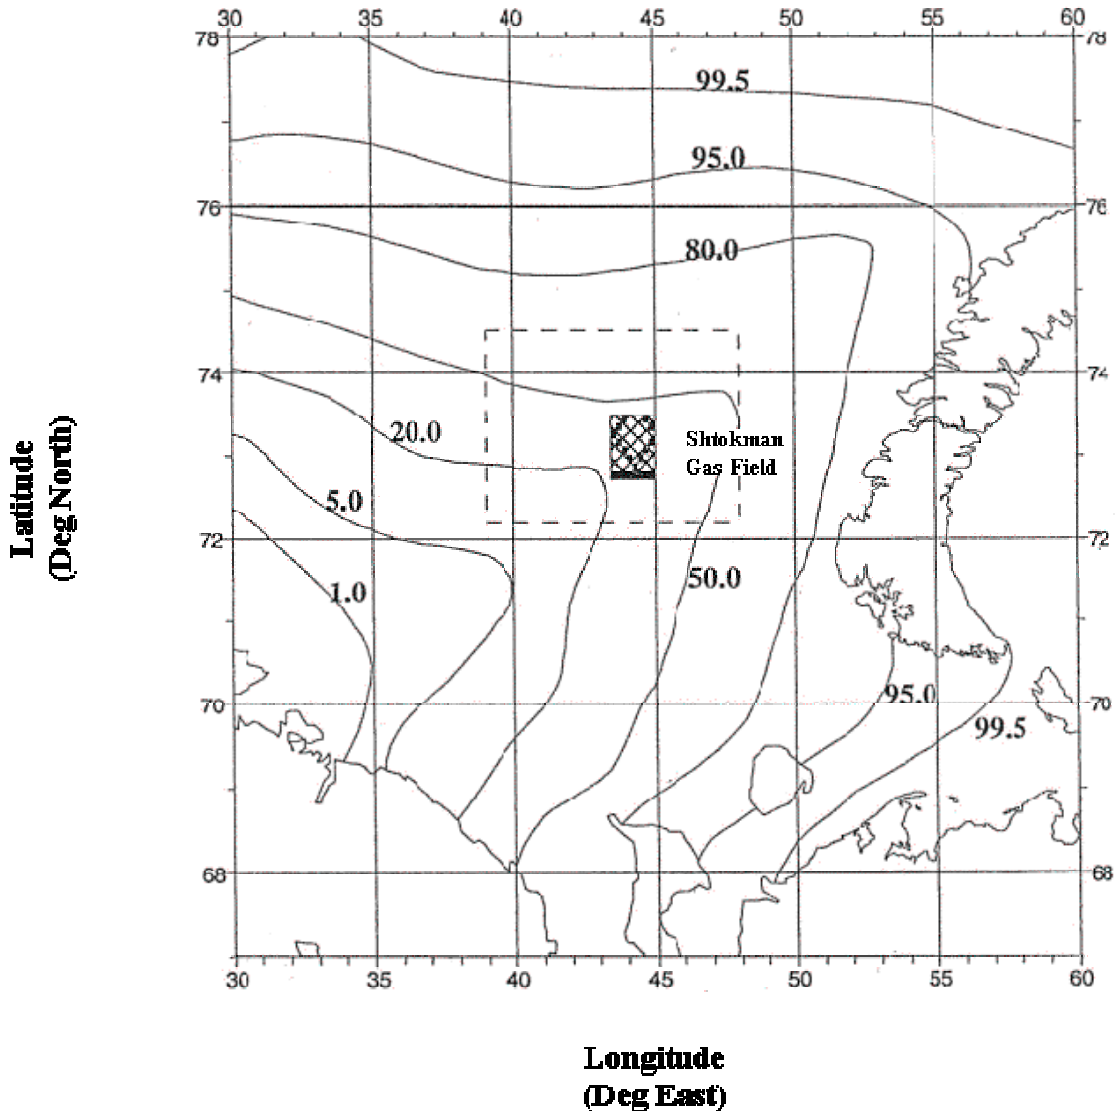 30 35 40 45 50 55 60
78 78
99.5
95.0
76 76
80.0
74 74
20.0
Shtokman
Gas Field
5.0
72 72
50.0
1.0
95.0
70 70
99.5
68 68
30 35 40 45 50 55 60
Latitude
(Deg North)
Longitude
(Deg East)